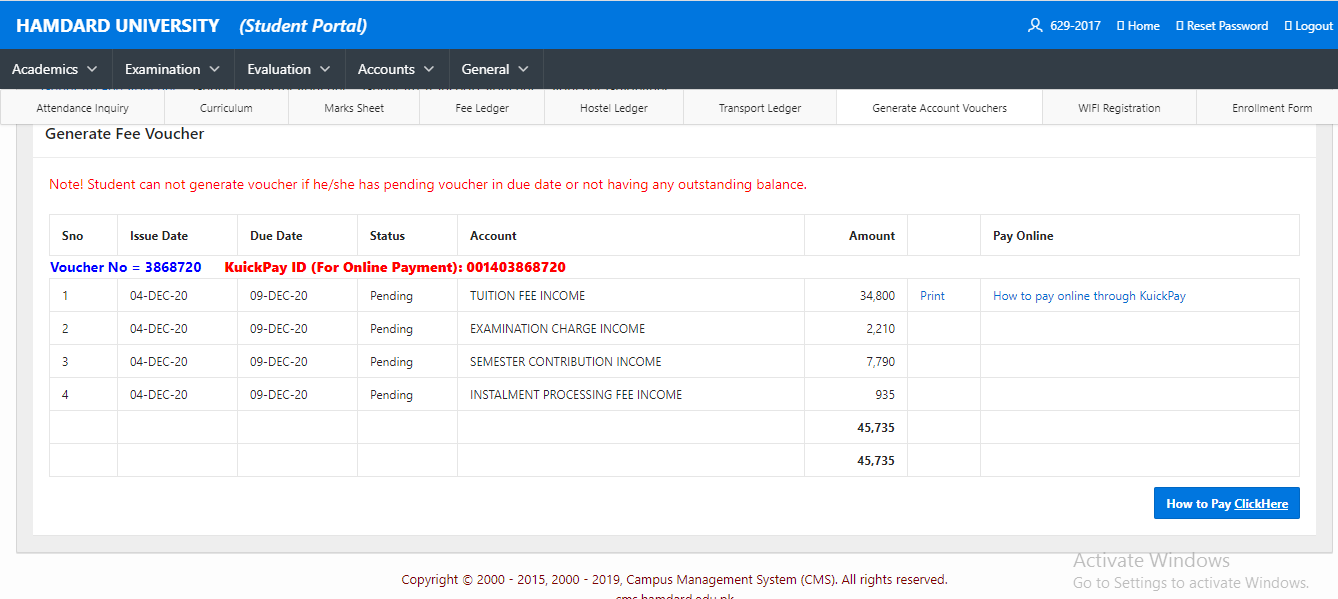 HAMDARD UNIVERSITY (Student Portal) 629-2017 Home Reset Password Logout
Academics Examination Evaluation Accounts General
Attendance Inquiry Curriculum Marks Sheet Fee Ledger Hostel Ledger Transport Ledger Generate Account Vouchers WIFI Registration Enrollment Form
Generate Fee Voucher
Note! Student can not generate voucher if he/she has pending voucher in due date or not having any outstanding balance.
Sno Issue Date Due Date Status Account Amount Pay Online
Voucher No = 3868720 KuickPay ID (For Online Payment): 001403868720
1 04-DEC-20 09-DEC-20 Pending TUITION FEE INCOME 34,800 Print How to pay online through KuickPay
2 04-DEC-20 09-DEC-20 Pending EXAMINATION CHARGE INCOME 2,210
3 04-DEC-20 09-DEC-20 Pending SEMESTER CONTRIBUTION INCOME 7,790
4 04-DEC-20 09-DEC-20 Pending INSTALMENT PROCESSING FEE INCOME 935
45,735
45,735
How to Pay ClickHere
Activate Windows
Go to Settings to activate Windows.
Copyright © 2000 - 2015, 2000 - 2019, Campus Management System (CMS). All rights reserved.
cms.hamdard.edu.pk